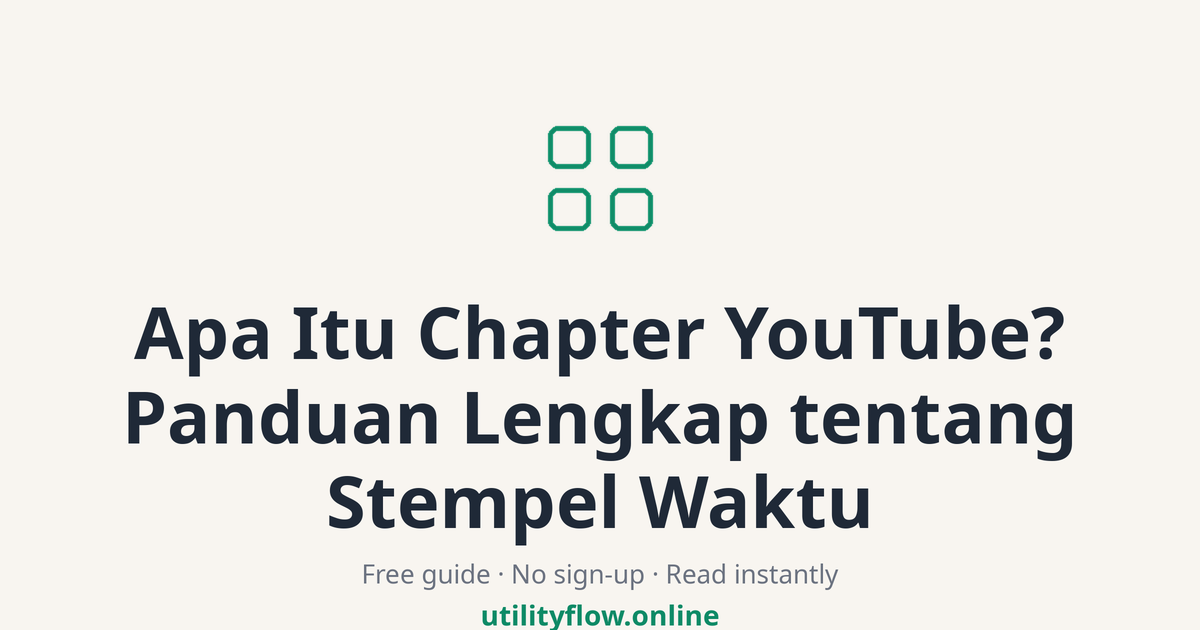 Apa Itu Chapter YouTube?
Panduan Lengkap tentang
Stempel Waktu
Free guide · No sign-up · Read instantly
utilityflow.online